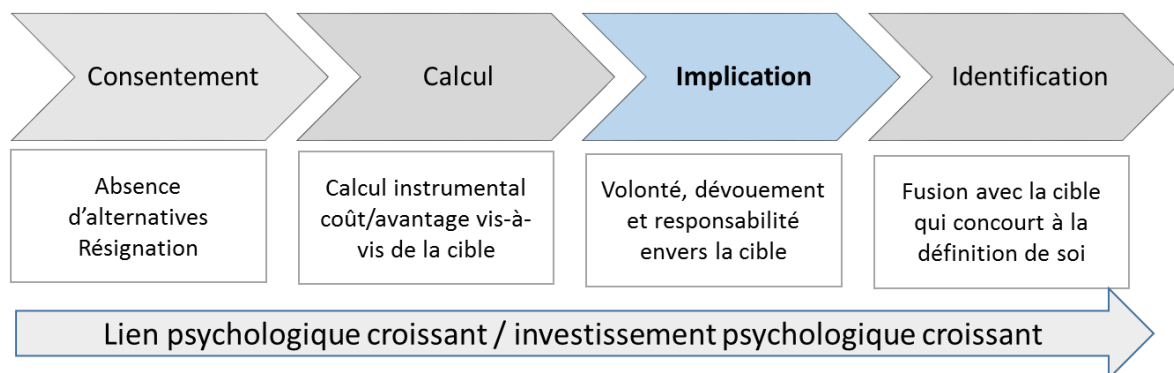 Consentement
Calcul
Implication
Identification
Absence
d'alternatives
Résignation
Calcul instrumental
coût/avantage vis-à-
vis de la cible
Volonté, dévouement
et responsabilité
envers la cible
Fusion avec la cible
qui concourt à la
définition de soi
Lien psychologique croissant / investissement psychologique croissant